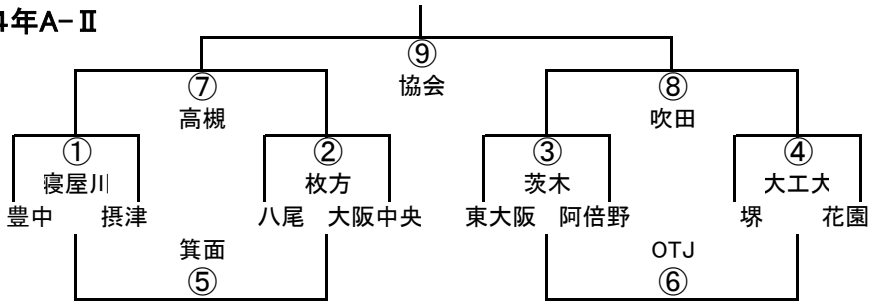 4年A-Ⅱ
⑨
協会
⑦ ⑧
高槻 吹田
① ② ③ ④
寝屋川 枚方 茨木 大工大
豊中 摂津 八尾 大阪中央 東大阪 阿倍野 堺 花園
箕面 OTJ
⑤ ⑥